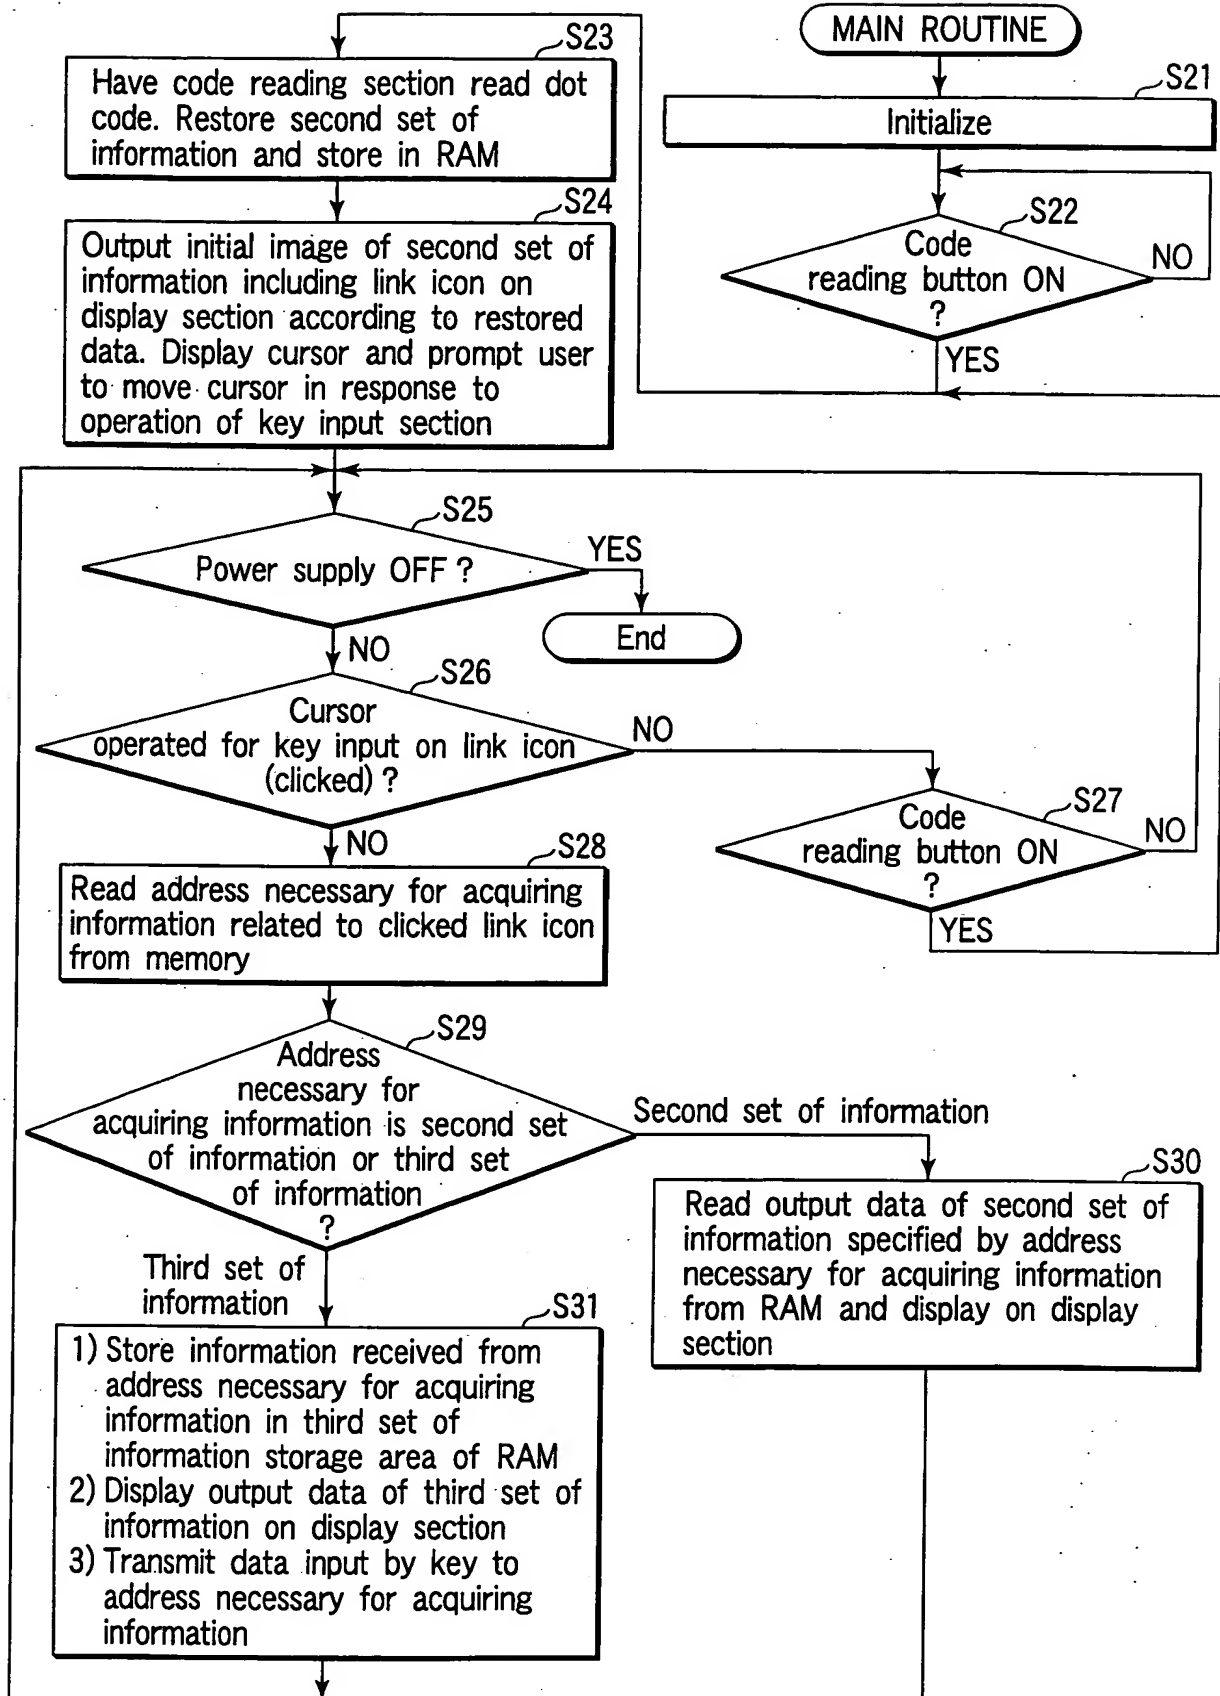 MAIN ROUTINE
S21
Initialize
S22
Code
reading button ON
?
NO
YES
S23
Have code reading section read dot
code. Restore second set of
information and store in RAM
S24
Output initial image of second set of
information including link icon on
display section according to restored
data. Display cursor and prompt user
to move cursor in response to
operation of key input section
S25
Power supply OFF ?
YES
End
NO
S26
Cursor
operated for key input on link icon
(clicked) ?
NO
S27
Code
reading button ON
?
NO
YES
NO
S28
Read address necessary for acquiring
information related to clicked link icon
from memory
S29
Address
necessary for
acquiring information is second set
of information or third set
of information
?
Second set of information
S30
Read output data of second set of
information specified by address
necessary for acquiring information
from RAM and display on display
section
Third set of
information
S31
1) Store information received from
address necessary for acquiring
information in third set of
information storage area of RAM
2) Display output data of third set of
information on display section
3) Transmit data input by key to
address necessary for acquiring
information